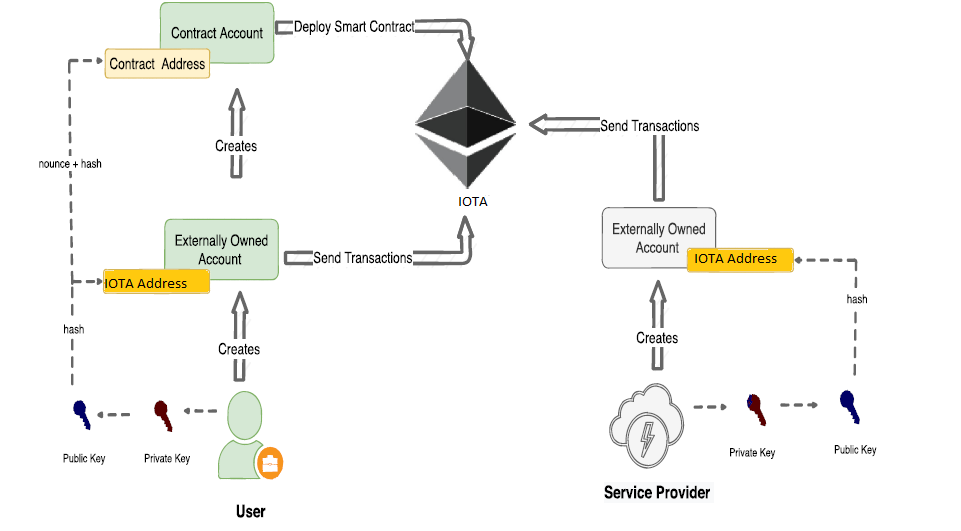 Contract Account
Deploy Smart Contract
Contract Address
Creates
Send Transactions
nounce + hash
IOTA
Externally Owned
Account
Send Transactions
IOTA Address
Externally Owned
Account
IOTA Address
hash
Creates
hash
Creates
Public Key
Private Key
User
Private Key
Public Key
Service Provider